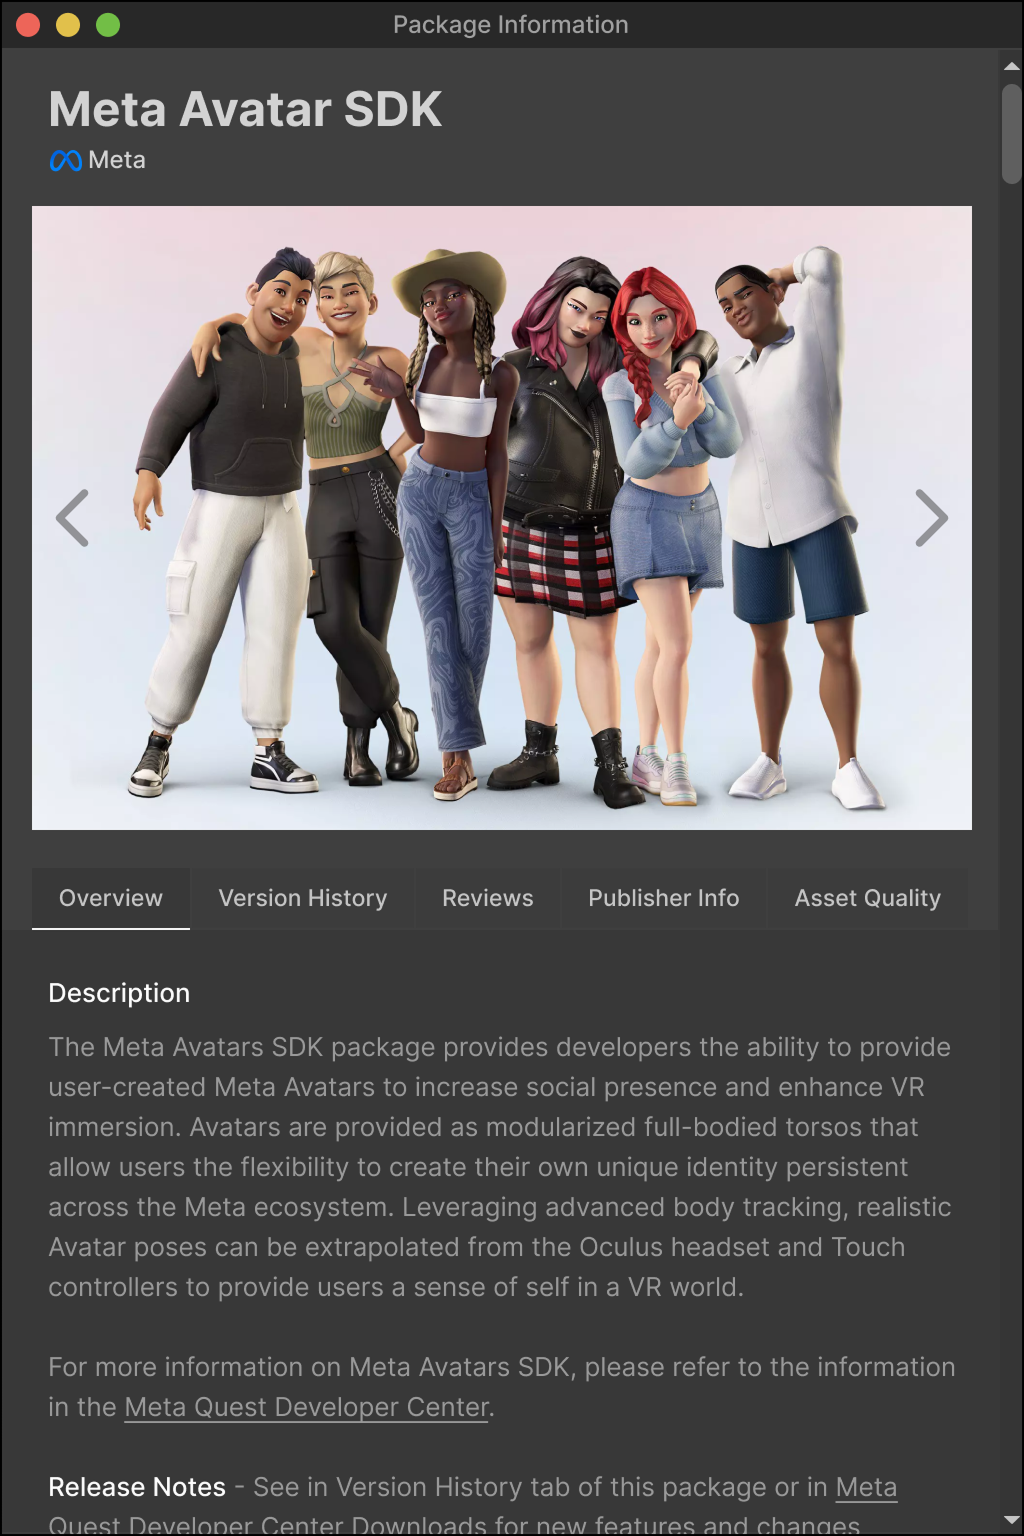 Package Information
Meta Avatar SDK
Meta
Overview
Version History
Reviews
Publisher Info
Asset Quality
Description
The Meta Avatars SDK package provides developers the ability to provide
user-created Meta Avatars to increase social presence and enhance VR
immersion. Avatars are provided as modularized full-bodied torsos that
allow users the flexibility to create their own unique identity persistent
across the Meta ecosystem. Leveraging advanced body tracking, realistic
Avatar poses can be extrapolated from the Oculus headset and Touch
controllers to provide users a sense of self in a VR world.
For more information on Meta Avatars SDK, please refer to the information
in the Meta Quest Developer Center.
Release Notes - See in Version History tab of this package or in Meta
Quest Developer Center Downloads for new features and changes